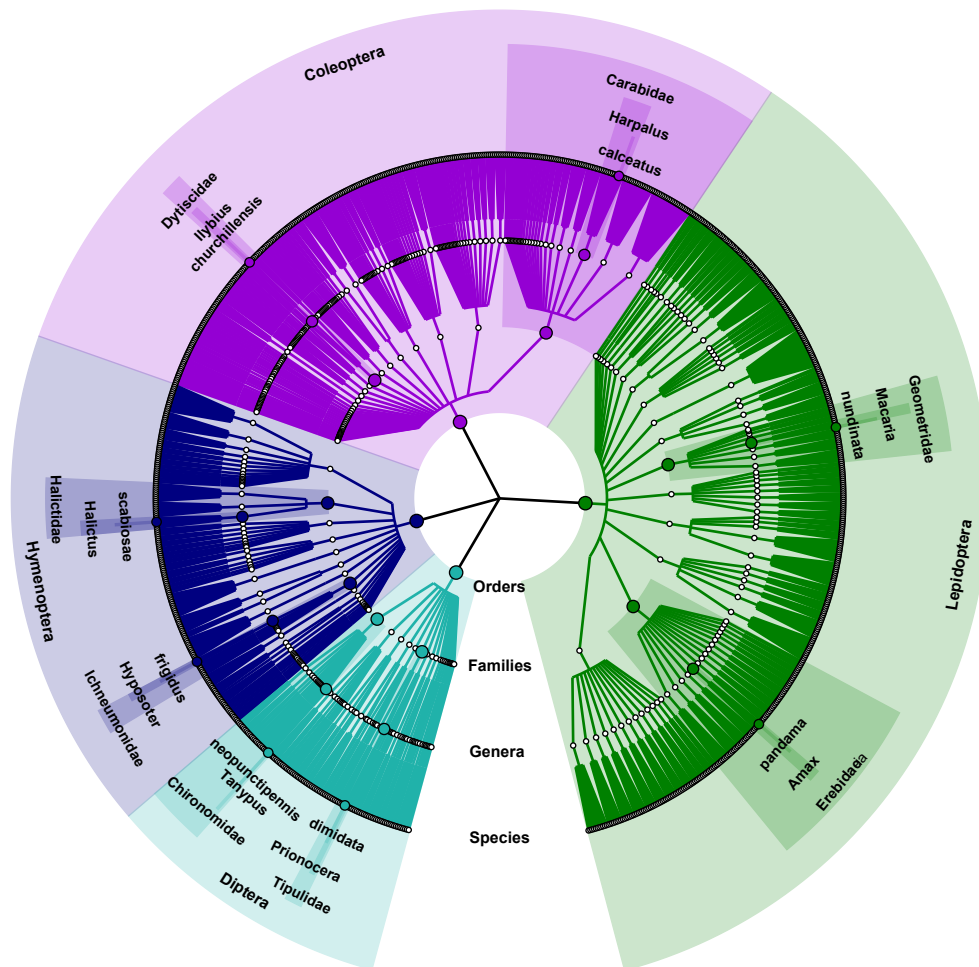 Coleoptera
Carabidae
Harpalus
calceatus
Dytiscidae
Ilybius
churchillensis
Geometridae
Macaria
nundinata
Lepidoptera
Halictidae
Halictus
scabiosae
Hymenoptera
Ichneumonidae
Hyposoter
frigidus
Orders
Families
Genera
Species
pandama
Amax
neopunctipennis
Tanypus
Chironomidae
dimidata
Prionocera
Tipulidae
Diptera